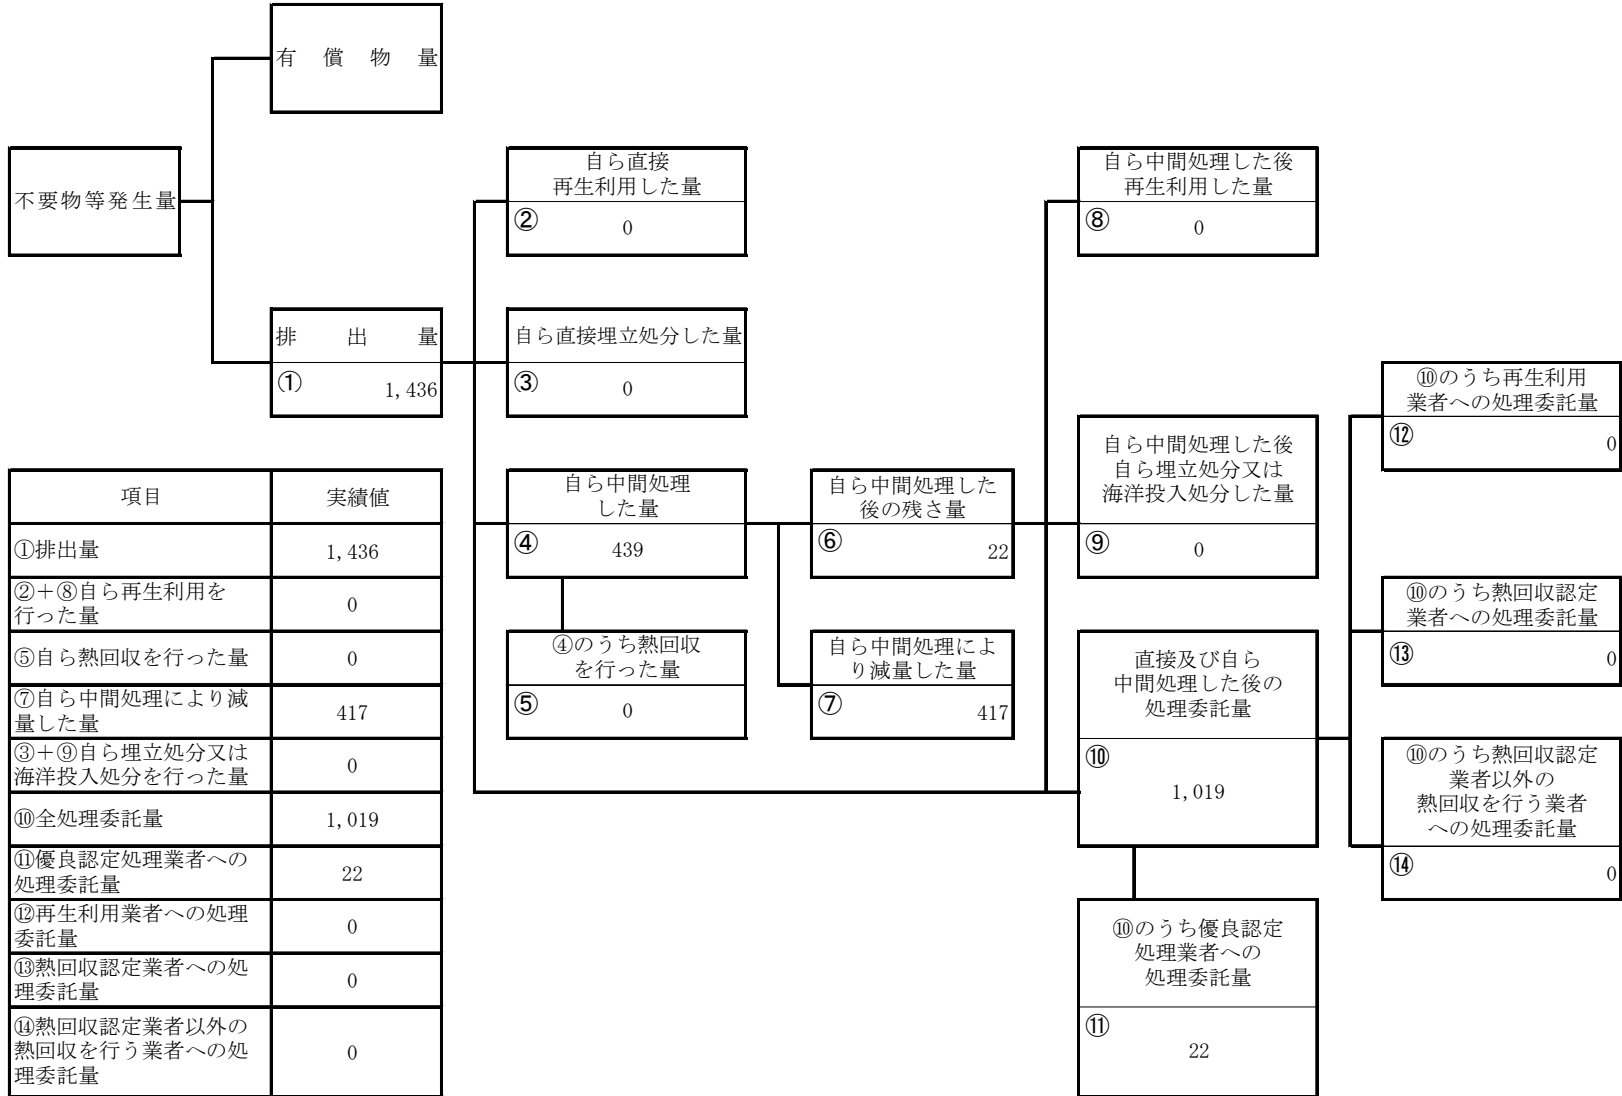 有償物量
不要物等発生量
自ら直接
再生利用した量
② 0
自ら中間処理した後
再生利用した量
⑧ 0
排出量
① 1,436
自ら直接埋立処分した量
③ 0
⑩のうち再生利用
業者への処理委託量
⑫ 0
自ら中間処理した後
自ら埋立処分又は
海洋投入処分した量
⑨ 0
自ら中間処理
した量
④ 439
自ら中間処理した
後の残さ量
⑥ 22
④のうち熱回収
を行った量
⑤ 0
自ら中間処理によ
り減量した量
⑦ 417
直接及び自ら
中間処理した後の
処理委託量
⑩
1,019
⑩のうち熱回収認定
業者への処理委託量
⑬ 0
⑩のうち熱回収認定
業者以外の
熱回収を行う業者
への処理委託量
⑭ 0
⑩のうち優良認定
処理業者への
処理委託量
⑪
22
項目 実績値
①排出量 1,436
②+⑧自ら再生利用を
行った量 0
⑤自ら熱回収を行った量 0
⑦自ら中間処理により減
量した量 417
③+⑨自ら埋立処分又は
海洋投入処分を行った量 0
⑩全処理委託量 1,019
⑪優良認定処理業者への
処理委託量 22
⑫再生利用業者への処理
委託量 0
⑬熱回収認定業者への処
理委託量 0
⑭熱回収認定業者以外の
熱回収を行う業者への処
理委託量 0